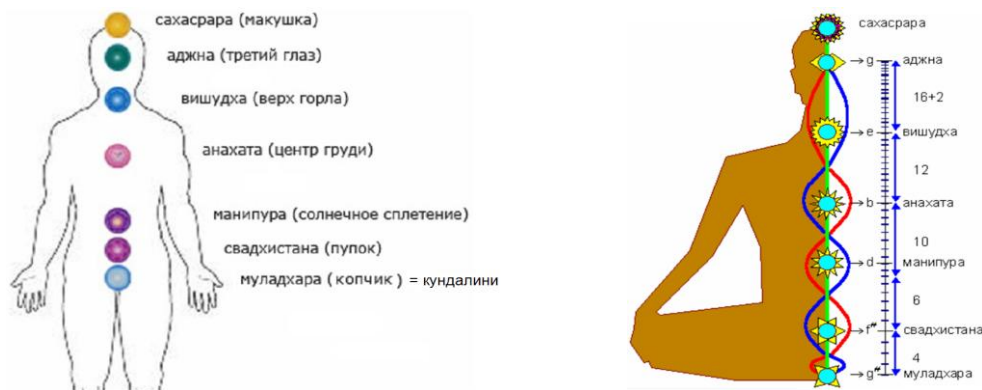 сахасрара (макушка)
аджна (третий глаз)
вишудха (верх горла)
анахата (центр груди)
манипура (солнечное сплетение)
свадхистана (пупок)
муладхара (копчик) = кундалини
сахасрара
g аджна
16+2
e вишудха
12
b анахата
10
d манипура
6
f" свадхистана
4
g" муладхара